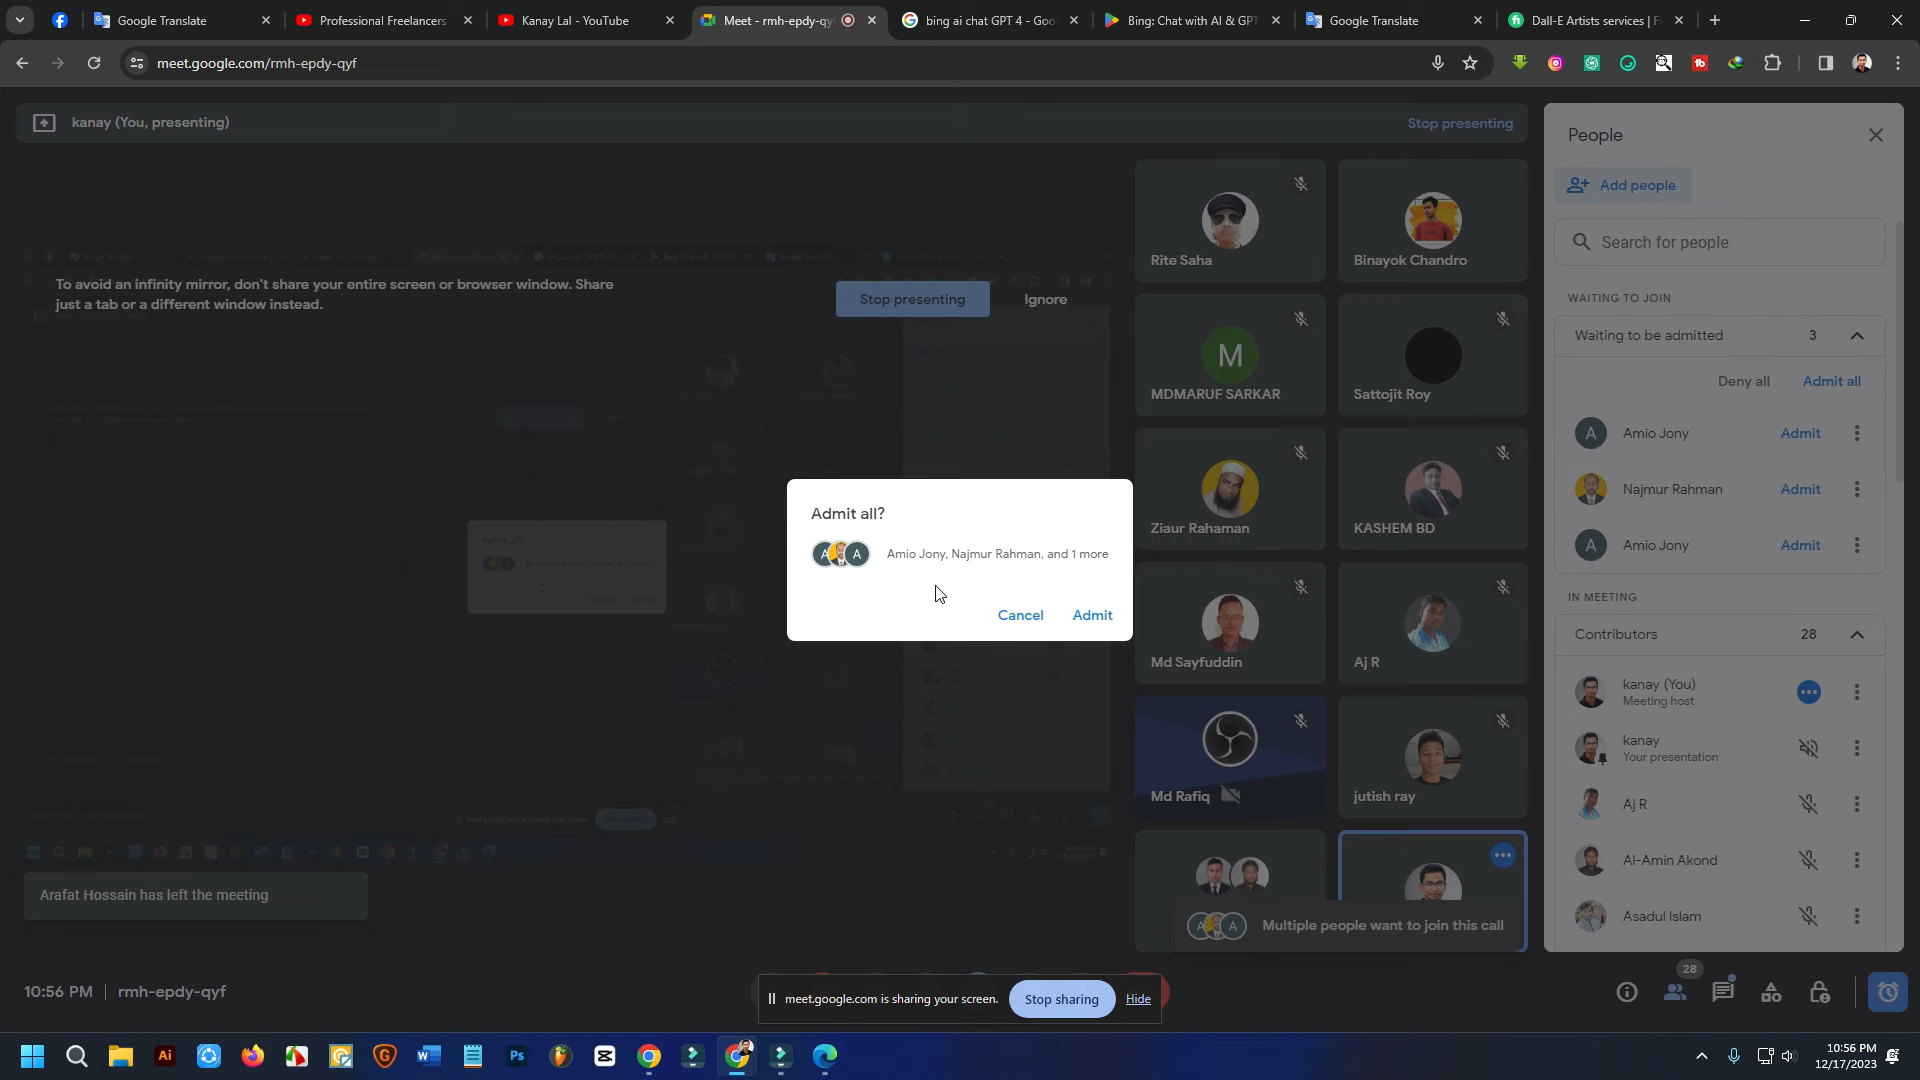 Google Translate
Professional Freelancers
Kanay Lal - YouTube
Meet - rmh-epdy-qy
bing ai chat GPT 4 - Goo
Bing: Chat with AI & GPT
Google Translate
Dall-E Artists services | Fi
meet.google.com/rmh-epdy-qyf
kanay (You, presenting)
Stop presenting
To avoid an infinity mirror, don't share your entire screen or browser window. Share
just a tab or a different window instead.
Stop presenting
Ignore
Rite Saha
Binayok Chandro
M
MDMARUF SARKAR
Sattojit Roy
Ziaur Rahaman
KASHEM BD
Md Sayfuddin
Aj R
Md Rafiq
jutish ray
Admit all?
A A
Amio Jony, Najmur Rahman, and 1 more
Cancel
Admit
People
Add people
Search for people
WAITING TO JOIN
Waiting to be admitted
3
Deny all
Admit all
A
Amio Jony
Admit
Najmur Rahman
Admit
A
Amio Jony
Admit
IN MEETING
Contributors
28
kanay (You)
Meeting host
kanay
Your presentation
Aj R
Al-Amin Akond
Asadul Islam
Arafat Hossain has left the meeting
A A
Multiple people want to join this call
10:56 PM | rmh-epdy-qyf
meet.google.com is sharing your screen.
Stop sharing
Hide
28
Ai
Ps
10:56 PM
12/17/2023